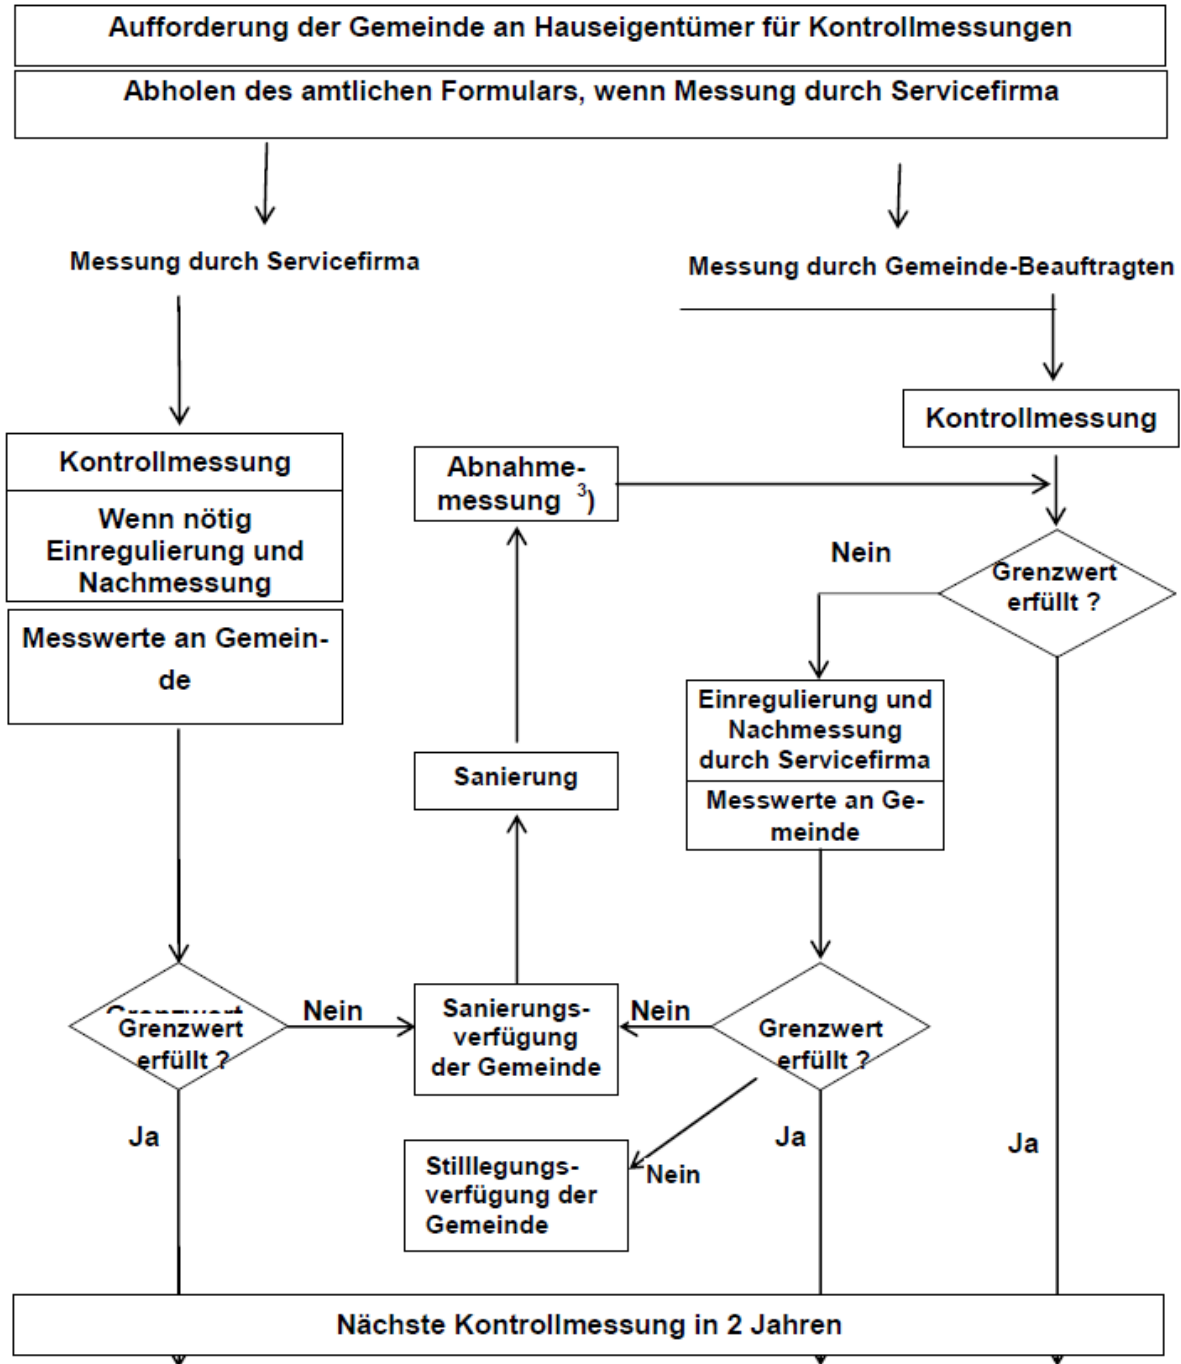 Aufforderung der Gemeinde an Hauseigentümer für Kontrollmessungen
Abholen des amtlichen Formulars, wenn Messung durch Servicefirma
Messung durch Servicefirma
Messung durch Gemeinde-Beauftragten
Kontrollmessung
Kontrollmessung
Wenn nötig
Einregulierung und
Nachmessung
Messwerte an Gemein-
de
Abnahme-
messung ³)
Nein
Grenzwert
erfüllt ?
Einregulierung und
Nachmessung
durch Servicefirma
Messwerte an Ge-
meinde
Sanierung
Grenzwert
Grenzwert
erfüllt ?
Nein
Sanierungs-
verfügung
der Gemeinde
Nein
Grenzwert
erfüllt ?
Ja
Stilllegungs-
verfügung der
Gemeinde
Nein
Ja
Ja
Nächste Kontrollmessung in 2 Jahren